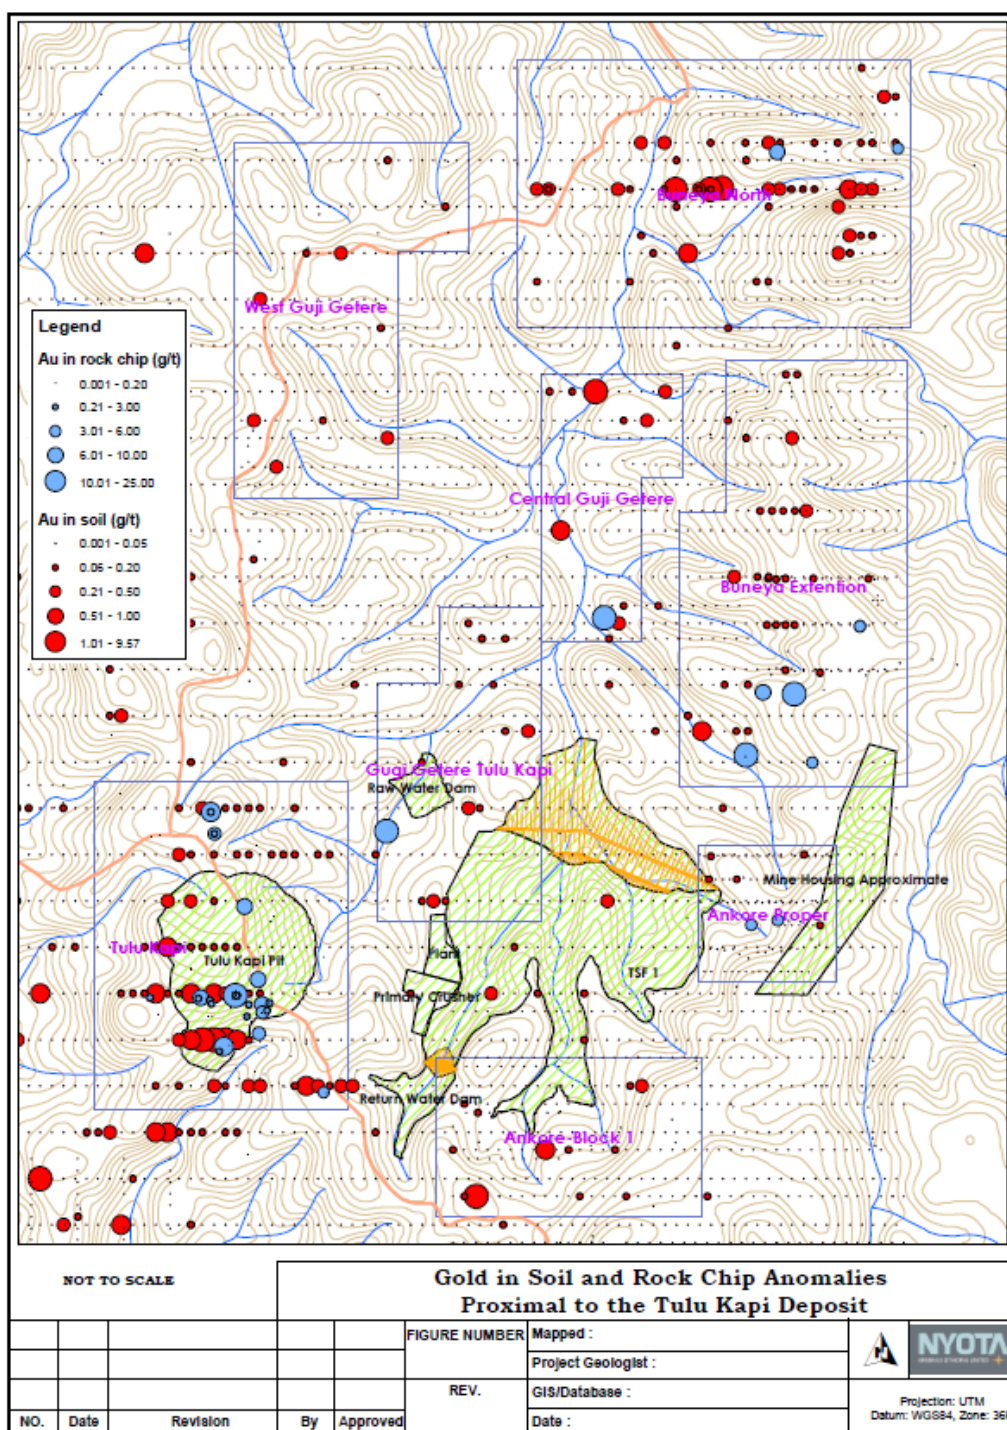 Buneya North
West Guji Getere
Legend
Au in rock chip (g/t)
0.001 - 0.20
0.21 - 3.00
3.01 - 6.00
6.01 - 10.00
10.01 - 25.00
Au in soil (g/t)
0.001 - 0.05
0.06 - 0.20
0.21 - 0.50
0.51 - 1.00
1.01 - 9.57
Central Guji Getere
Buneya Extention
Gugi Getere Tulu Kapi
Raw Water Dam
Mine Housing Approximate
Ankore Proper
Tulu Kapi
Tulu Kapi Pit
Plant
TSF 1
Primary Crusher
Return Water Dam
Ankore-Block 1
NOT TO SCALE
Gold in Soil and Rock Chip Anomalies
Proximal to the Tulu Kapi Deposit
FIGURE NUMBER
Mapped :
Project Geologist :
REV.
GIS/Database :
NO.
Date
Revision
By
Approved
Date :
NYOTA
Projection: UTM
Datum: WGS84, Zone: 36